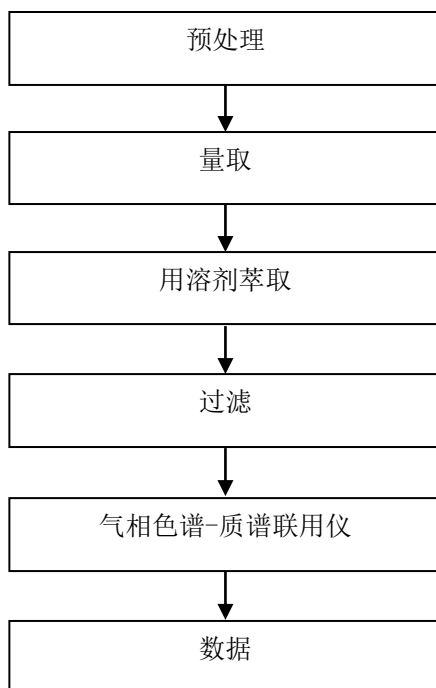 预处理
量取
用溶剂萃取
过滤
气相色谱-质谱联用仪
数据